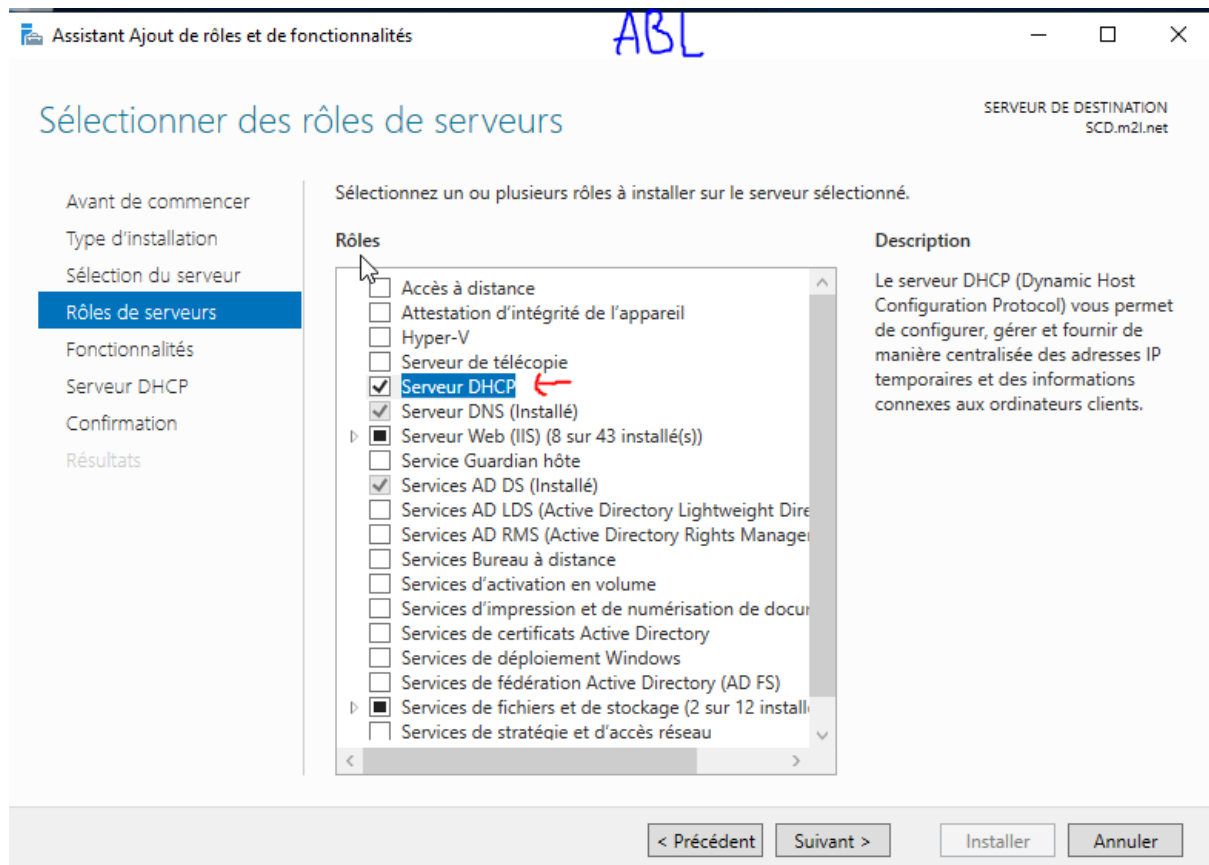 Assistant Ajout de rôles et de fonctionnalités
ABL
Sélectionner des rôles de serveurs
SERVEUR DE DESTINATION
SCD.m2l.net
Avant de commencer
Type d'installation
Sélection du serveur
Rôles de serveurs
Fonctionnalités
Serveur DHCP
Confirmation
Résultats
Sélectionnez un ou plusieurs rôles à installer sur le serveur sélectionné.
Rôles
Accès à distance
Attestation d'intégrité de l'appareil
Hyper-V
Serveur de télécopie
Serveur DHCP
Serveur DNS (Installé)
Serveur Web (IIS) (8 sur 43 installé(s))
Service Guardian hôte
Services AD DS (Installé)
Services AD LDS (Active Directory Lightweight Dire
Services AD RMS (Active Directory Rights Manage
Services Bureau à distance
Services d'activation en volume
Services d'impression et de numérisation de docu
Services de certificats Active Directory
Services de déploiement Windows
Services de fédération Active Directory (AD FS)
Services de fichiers et de stockage (2 sur 12 install
Services de stratégie et d'accès réseau
Description
Le serveur DHCP (Dynamic Host
Configuration Protocol) vous permet
de configurer, gérer et fournir de
manière centralisée des adresses IP
temporaires et des informations
connexes aux ordinateurs clients.
< Précédent
Suivant >
Installer
Annuler